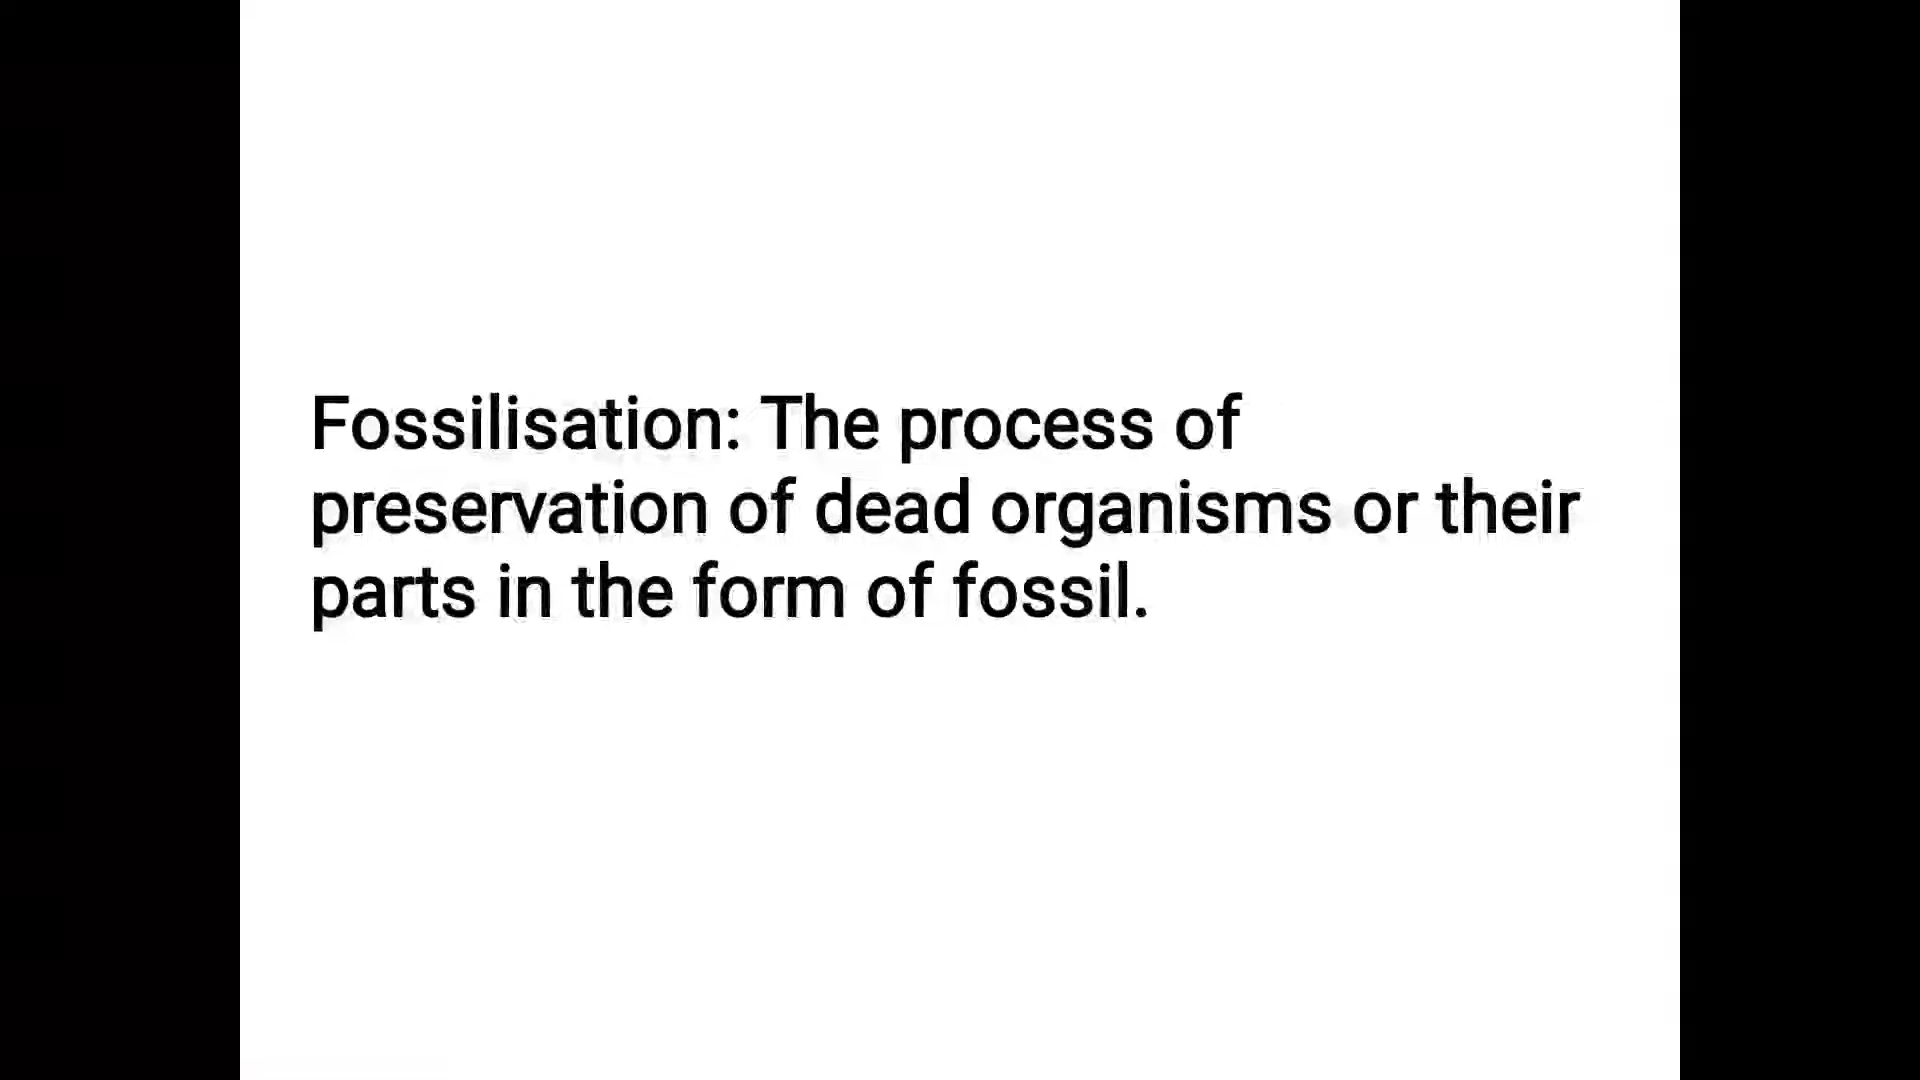 Fossilisation: The process of
preservation of dead organisms or their
parts in the form of fossil.